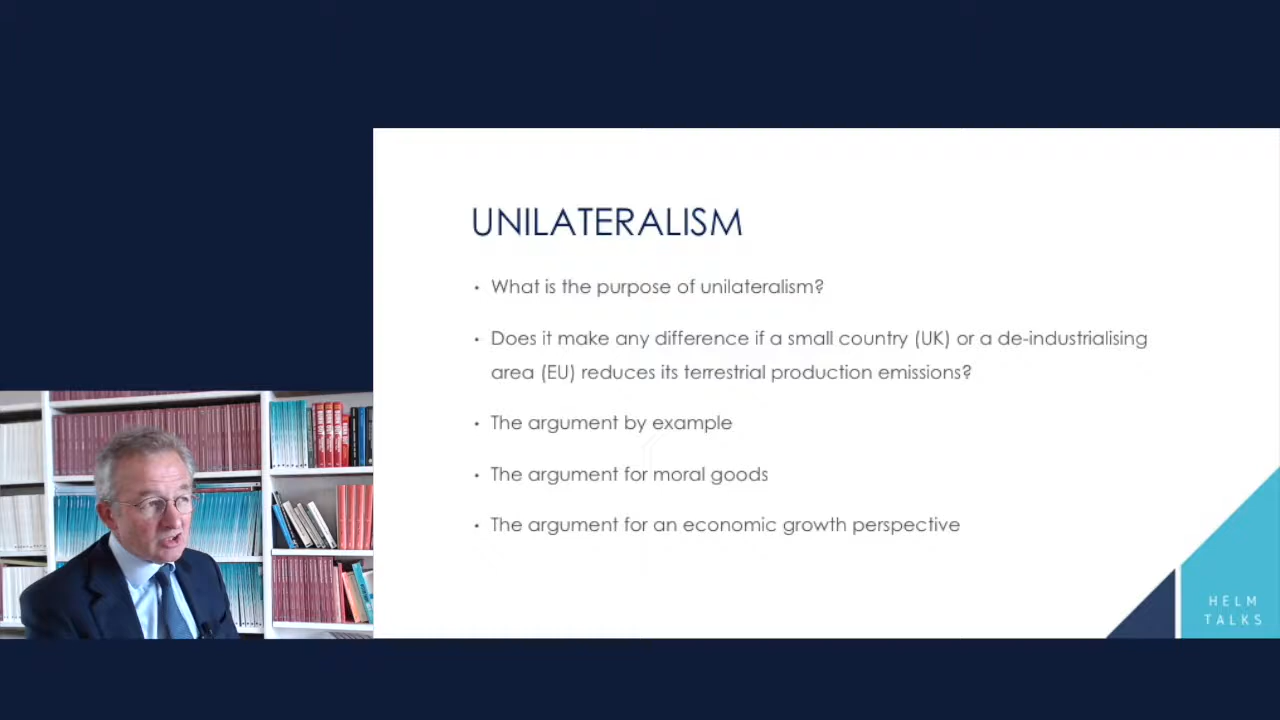 UNILATERALISM
• What is the purpose of unilateralism?
• Does it make any difference if a small country (UK) or a de-industrialising
area (EU) reduces its terrestrial production emissions?
• The argument by example
• The argument for moral goods
• The argument for an economic growth perspective
HELM
TALKS